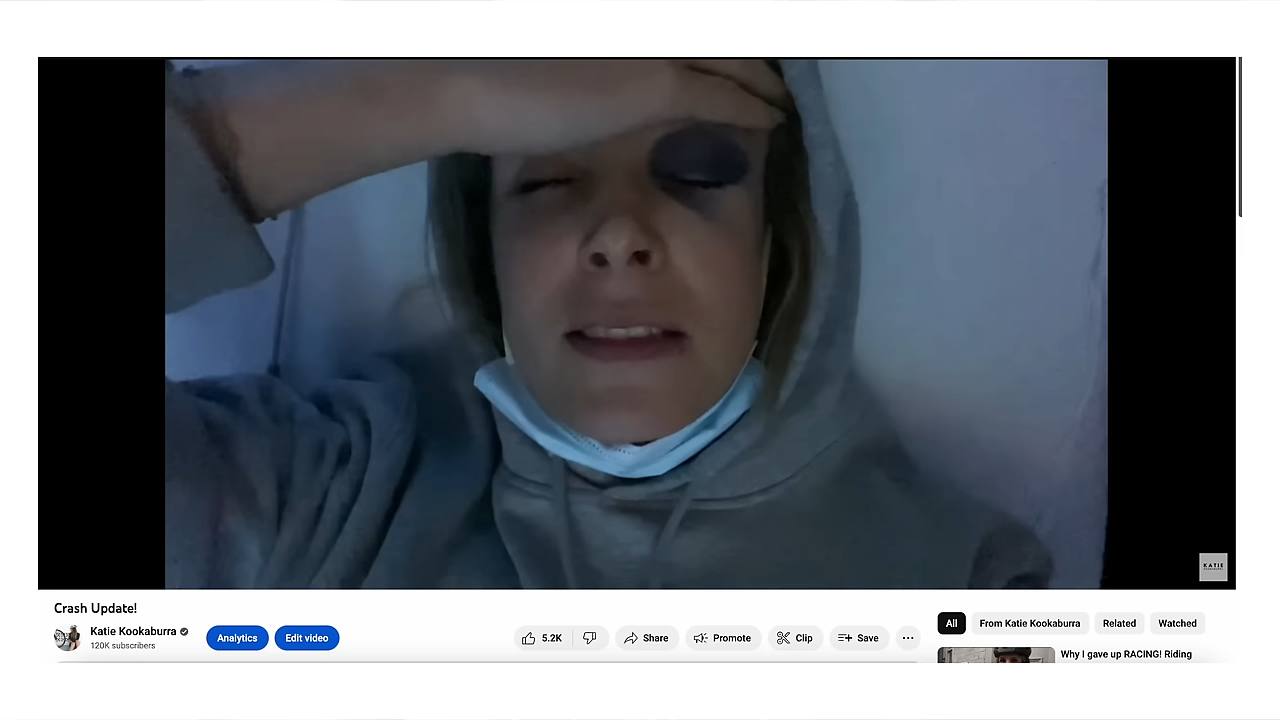 KATIE
Crash Update!
Katie Kookaburra
120K subscribers
Analytics
Edit video
5.2K
Share
Promote
Clip
Save
All
From Katie Kookaburra
Related
Watched
Why I gave up RACING! Riding